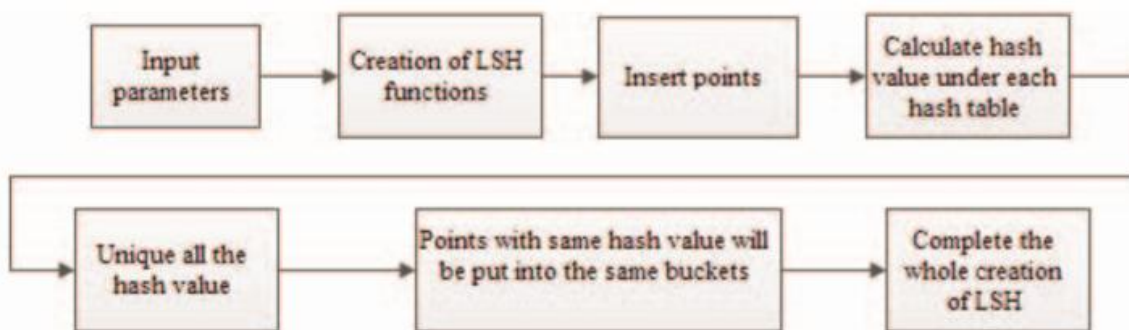 Input
parameters
Creation of LSH
functions
Insert points
Calculate hash
value under each
hash table
Unique all the
hash value
Points with same hash value will
be put into the same buckets
Complete the
whole creation
of LSH